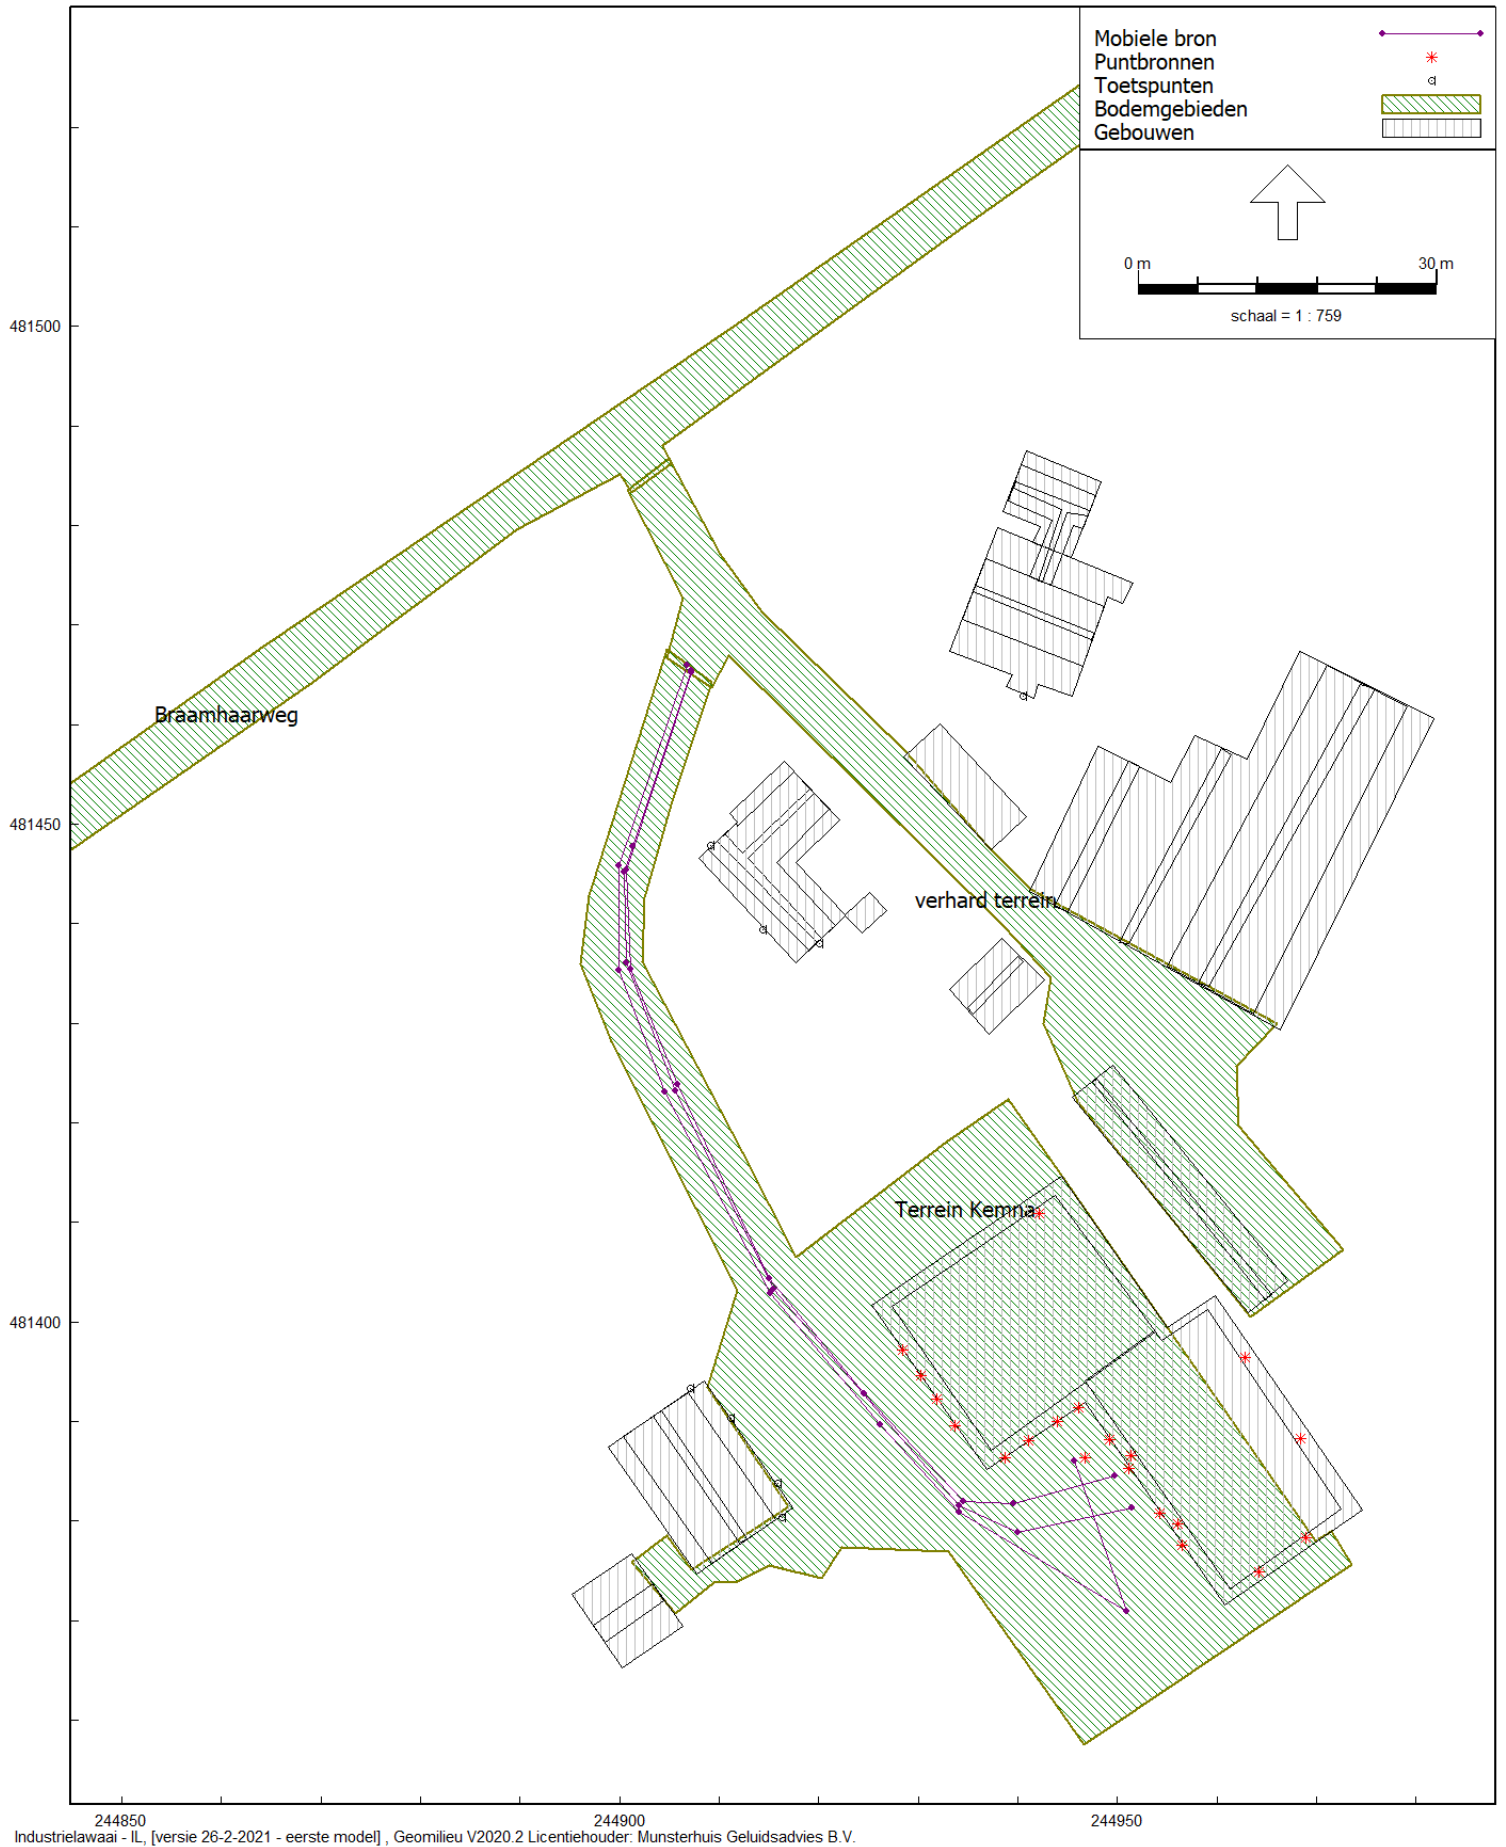 Mobiele bron
Puntbronnen
Toetspunten
Bodemgebieden
Gebouwen
0 m 30 m
schaal = 1 : 759
481500
Braamhaarweg
481450
verhard terrein
Terrein Kemna
481400
244850 244900 244950
Industrielawaai - IL, [versie 26-2-2021 - eerste model] , Geomilieu V2020.2 Licentiehouder: Munsterhuis Geluidsadvies B.V.